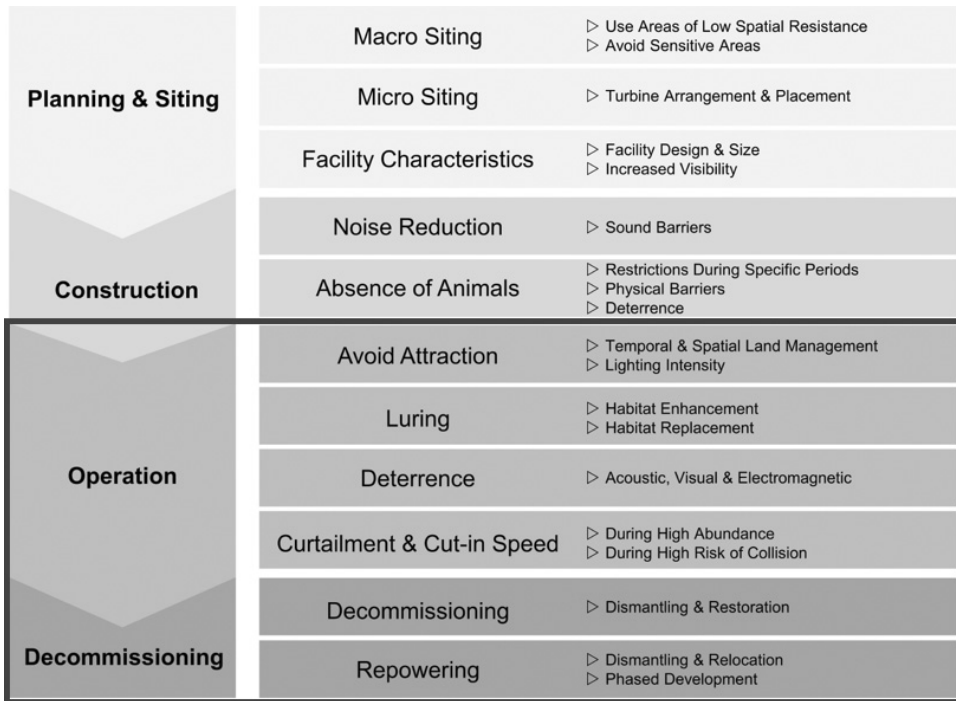 Planning & Siting
Macro Siting
▷ Use Areas of Low Spatial Resistance
▷ Avoid Sensitive Areas
Micro Siting
▷ Turbine Arrangement & Placement
Facility Characteristics
▷ Facility Design & Size
▷ Increased Visibility
Construction
Noise Reduction
▷ Sound Barriers
Absence of Animals
▷ Restrictions During Specific Periods
▷ Physical Barriers
▷ Deterrence
Operation
Avoid Attraction
▷ Temporal & Spatial Land Management
▷ Lighting Intensity
Luring
▷ Habitat Enhancement
▷ Habitat Replacement
Deterrence
▷ Acoustic, Visual & Electromagnetic
Curtailment & Cut-in Speed
▷ During High Abundance
▷ During High Risk of Collision
Decommissioning
Decommissioning
▷ Dismantling & Restoration
Repowering
▷ Dismantling & Relocation
▷ Phased Development